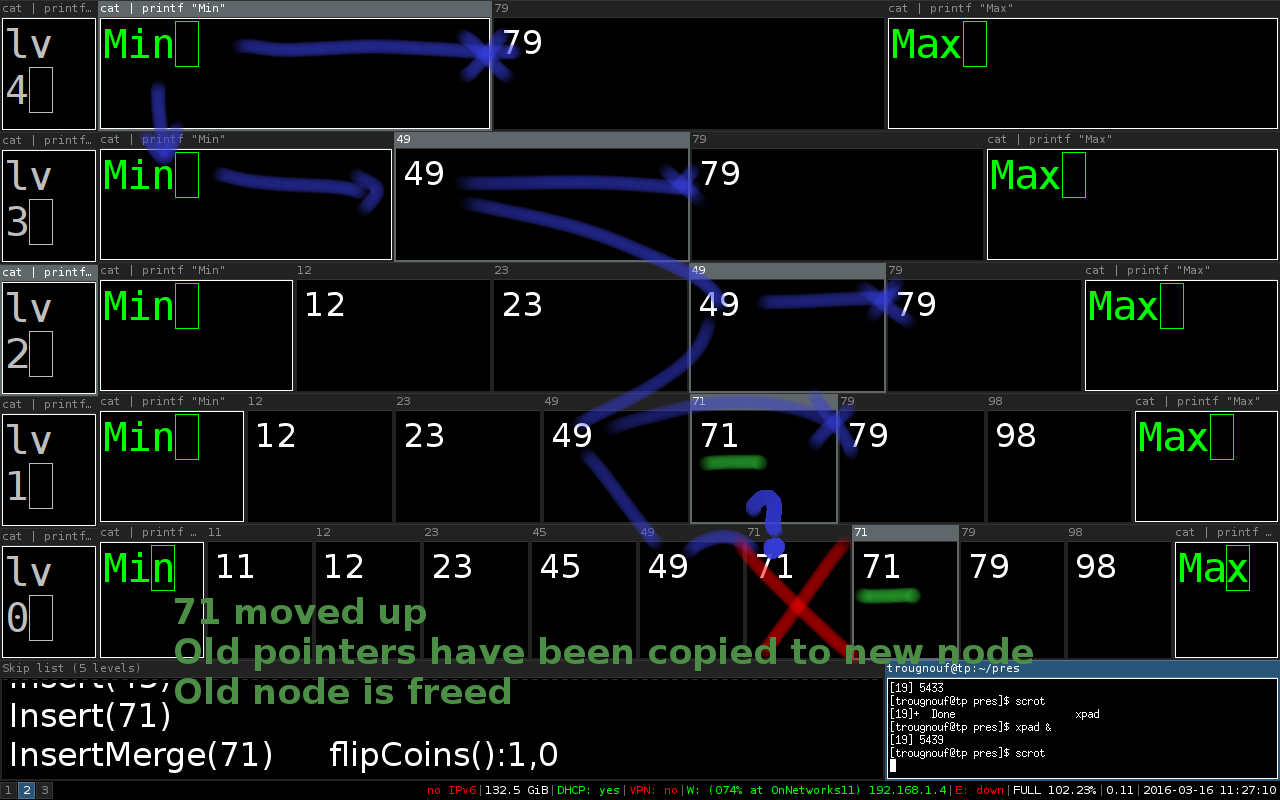 cat | printf… cat | printf "Min" 79 cat | printf "Max"
lv Min 79 Max
4
cat | printf… cat | printf "Min" 49 79 cat | printf "Max"
lv Min 49 79 Max
3
cat | printf… cat | printf "Min" 12 23 49 79 cat | printf "Max"
lv Min 12 23 49 79 Max
2
cat | printf… cat | printf "Min" 12 23 49 71 79 98 cat | printf "Max"
lv Min 12 23 49 71 79 98 Max
1
?
cat | printf… cat | printf … 11 12 23 45 49 71 71 79 98 cat | printf …
lv Min 11 12 23 45 49 71 71 79 98 Max
0
71 moved up
Old pointers have been copied to new node
Old node is freed
Skip list (5 levels)
Insert(71)
InsertMerge(71) flipCoins():1,0
trougnouf@tp:~/pres
[19] 5433
[trougnouf@tp pres]$ scrot
[19]+ Done xpad
[trougnouf@tp pres]$ xpad &
[19] 5439
[trougnouf@tp pres]$ scrot
1 2 3 no IPv6|132.5 GiB|DHCP: yes|VPN: no|W: (074% at OnNetworks11) 192.168.1.4|E: down|FULL 102.23%|0.11|2016-03-16 11:27:10